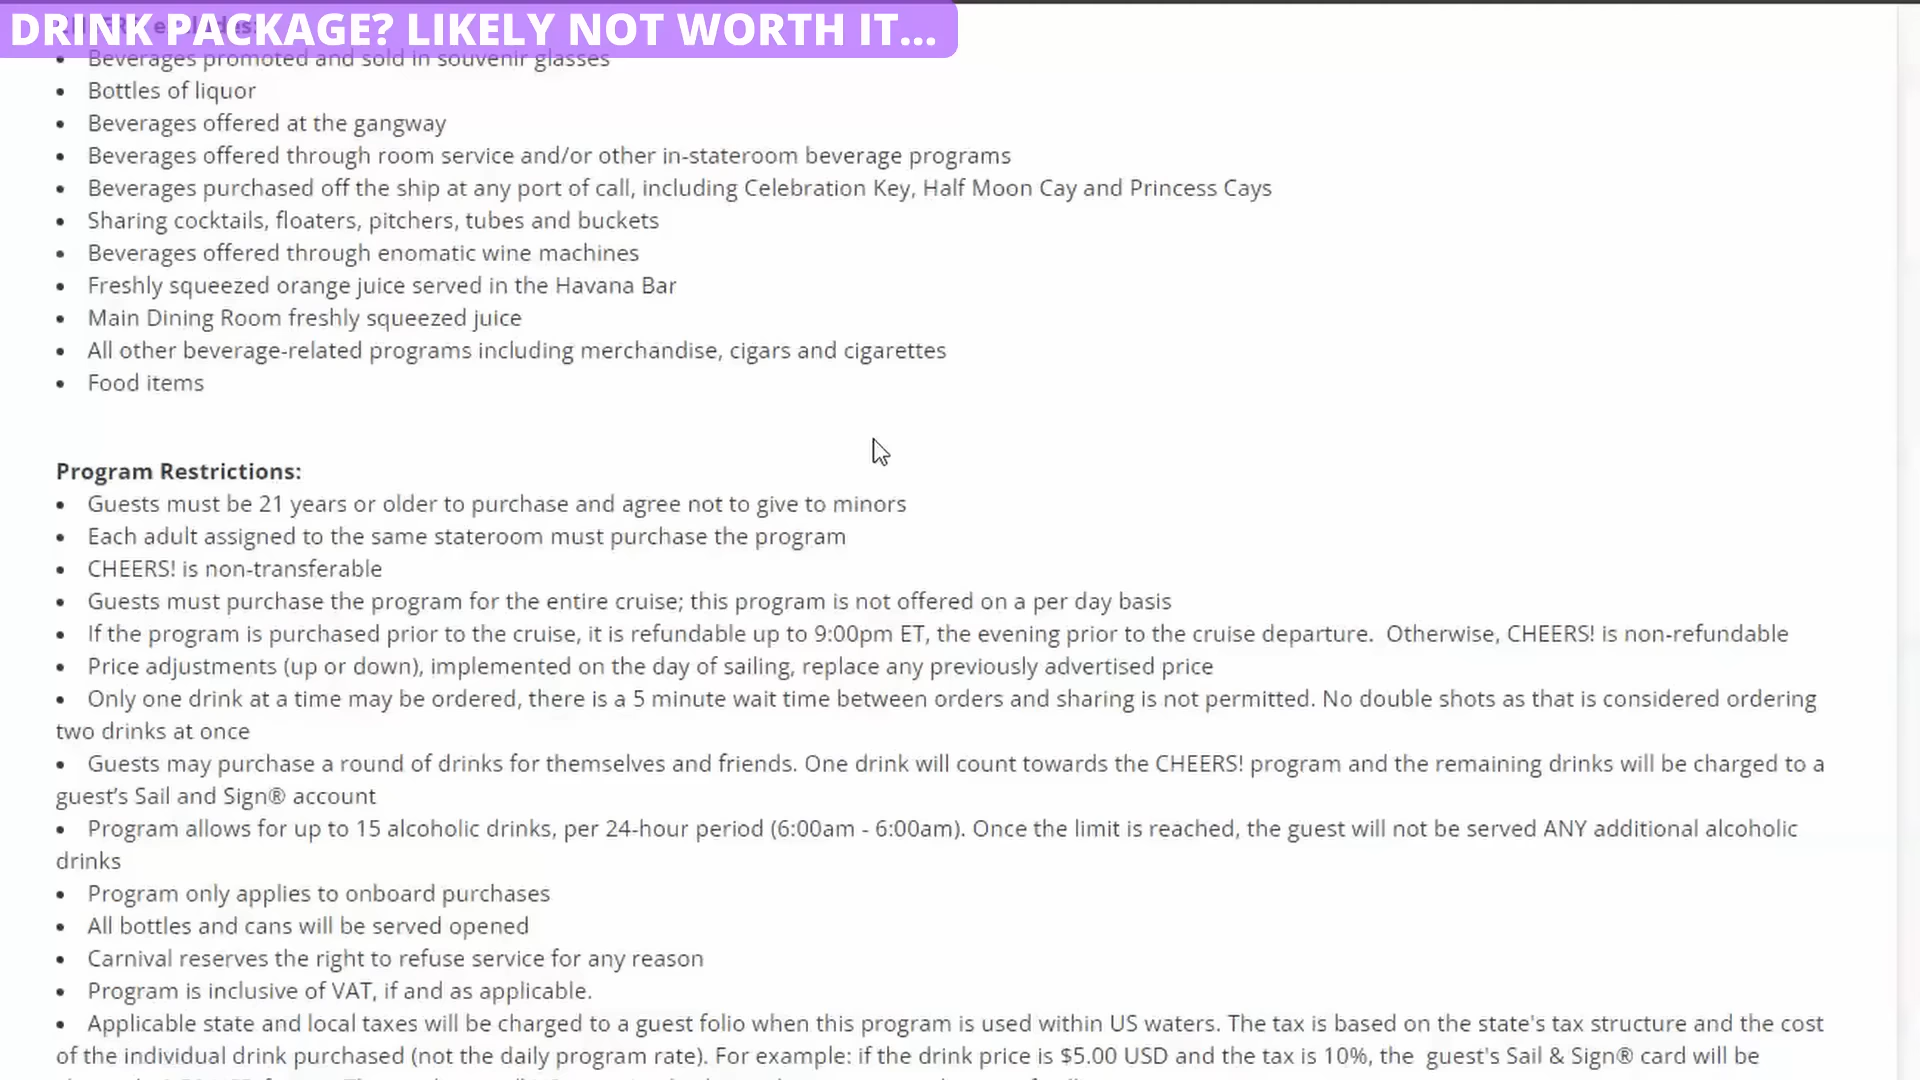 DRINK PACKAGE? LIKELY NOT WORTH IT...
• Beverages promoted and sold in souvenir glasses
• Bottles of liquor
• Beverages offered at the gangway
• Beverages offered through room service and/or other in-stateroom beverage programs
• Beverages purchased off the ship at any port of call, including Celebration Key, Half Moon Cay and Princess Cays
• Sharing cocktails, floaters, pitchers, tubes and buckets
• Beverages offered through enomatic wine machines
• Freshly squeezed orange juice served in the Havana Bar
• Main Dining Room freshly squeezed juice
• All other beverage-related programs including merchandise, cigars and cigarettes
• Food items
Program Restrictions:
• Guests must be 21 years or older to purchase and agree not to give to minors
• Each adult assigned to the same stateroom must purchase the program
• CHEERS! is non-transferable
• Guests must purchase the program for the entire cruise; this program is not offered on a per day basis
• If the program is purchased prior to the cruise, it is refundable up to 9:00pm ET, the evening prior to the cruise departure.  Otherwise, CHEERS! is non-refundable
• Price adjustments (up or down), implemented on the day of sailing, replace any previously advertised price
• Only one drink at a time may be ordered, there is a 5 minute wait time between orders and sharing is not permitted. No double shots as that is considered ordering
two drinks at once
• Guests may purchase a round of drinks for themselves and friends. One drink will count towards the CHEERS! program and the remaining drinks will be charged to a
guest's Sail and Sign® account
• Program allows for up to 15 alcoholic drinks, per 24-hour period (6:00am - 6:00am). Once the limit is reached, the guest will not be served ANY additional alcoholic
drinks
• Program only applies to onboard purchases
• All bottles and cans will be served opened
• Carnival reserves the right to refuse service for any reason
• Program is inclusive of VAT, if and as applicable.
• Applicable state and local taxes will be charged to a guest folio when this program is used within US waters. The tax is based on the state's tax structure and the cost
of the individual drink purchased (not the daily program rate). For example: if the drink price is $5.00 USD and the tax is 10%, the  guest's Sail & Sign® card will be